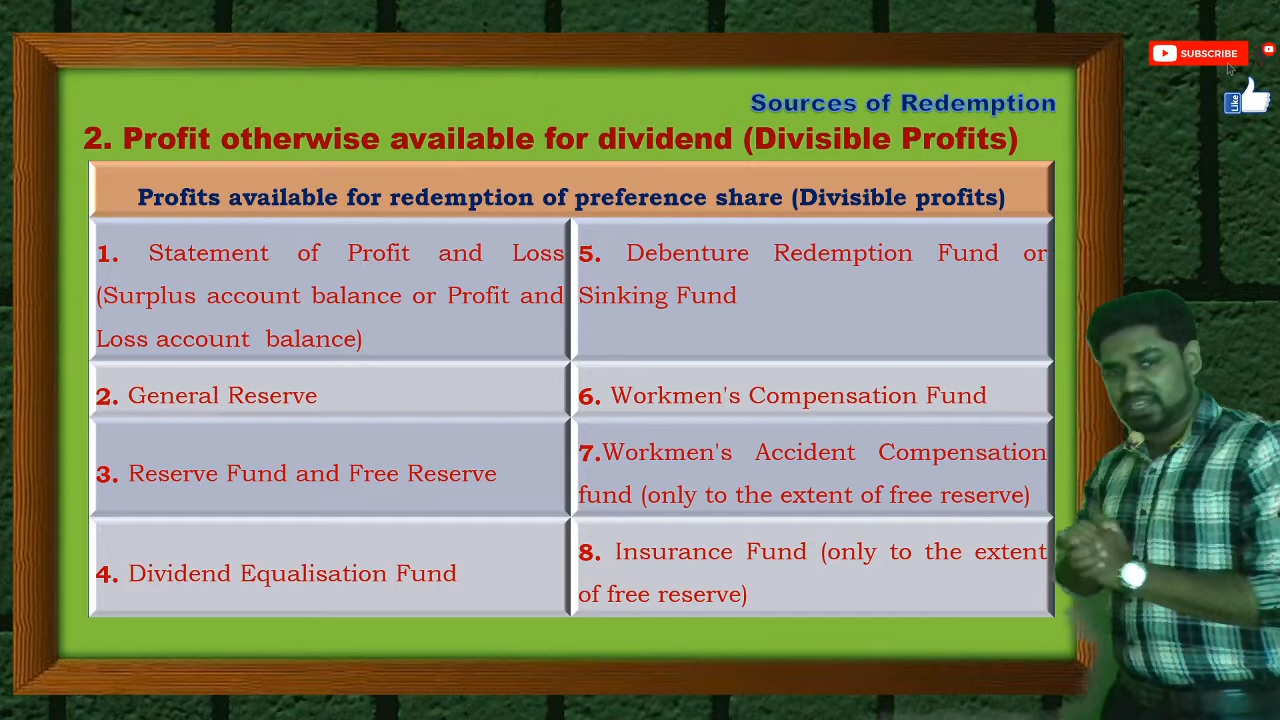 SUBSCRIBE
Like
Sources of Redemption
2. Profit otherwise available for dividend (Divisible Profits)
Profits available for redemption of preference share (Divisible profits)
1. Statement of Profit and Loss
(Surplus account balance or Profit and
Loss account balance)
5. Debenture Redemption Fund or
Sinking Fund
2. General Reserve
6. Workmen's Compensation Fund
3. Reserve Fund and Free Reserve
7.Workmen's Accident Compensation
fund (only to the extent of free reserve)
4. Dividend Equalisation Fund
8. Insurance Fund (only to the extent
of free reserve)